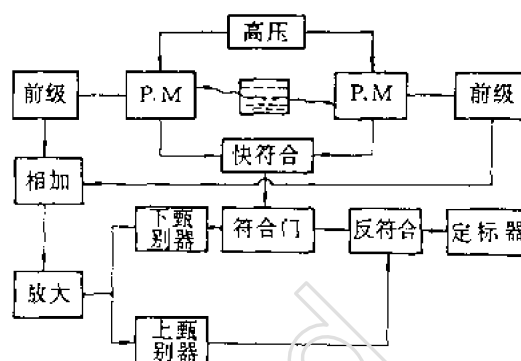 高压
前级
P.M
P.M
前级
快符合
相加
下甄
别器
符合门
反符合
定标器
放大
上甄
别器